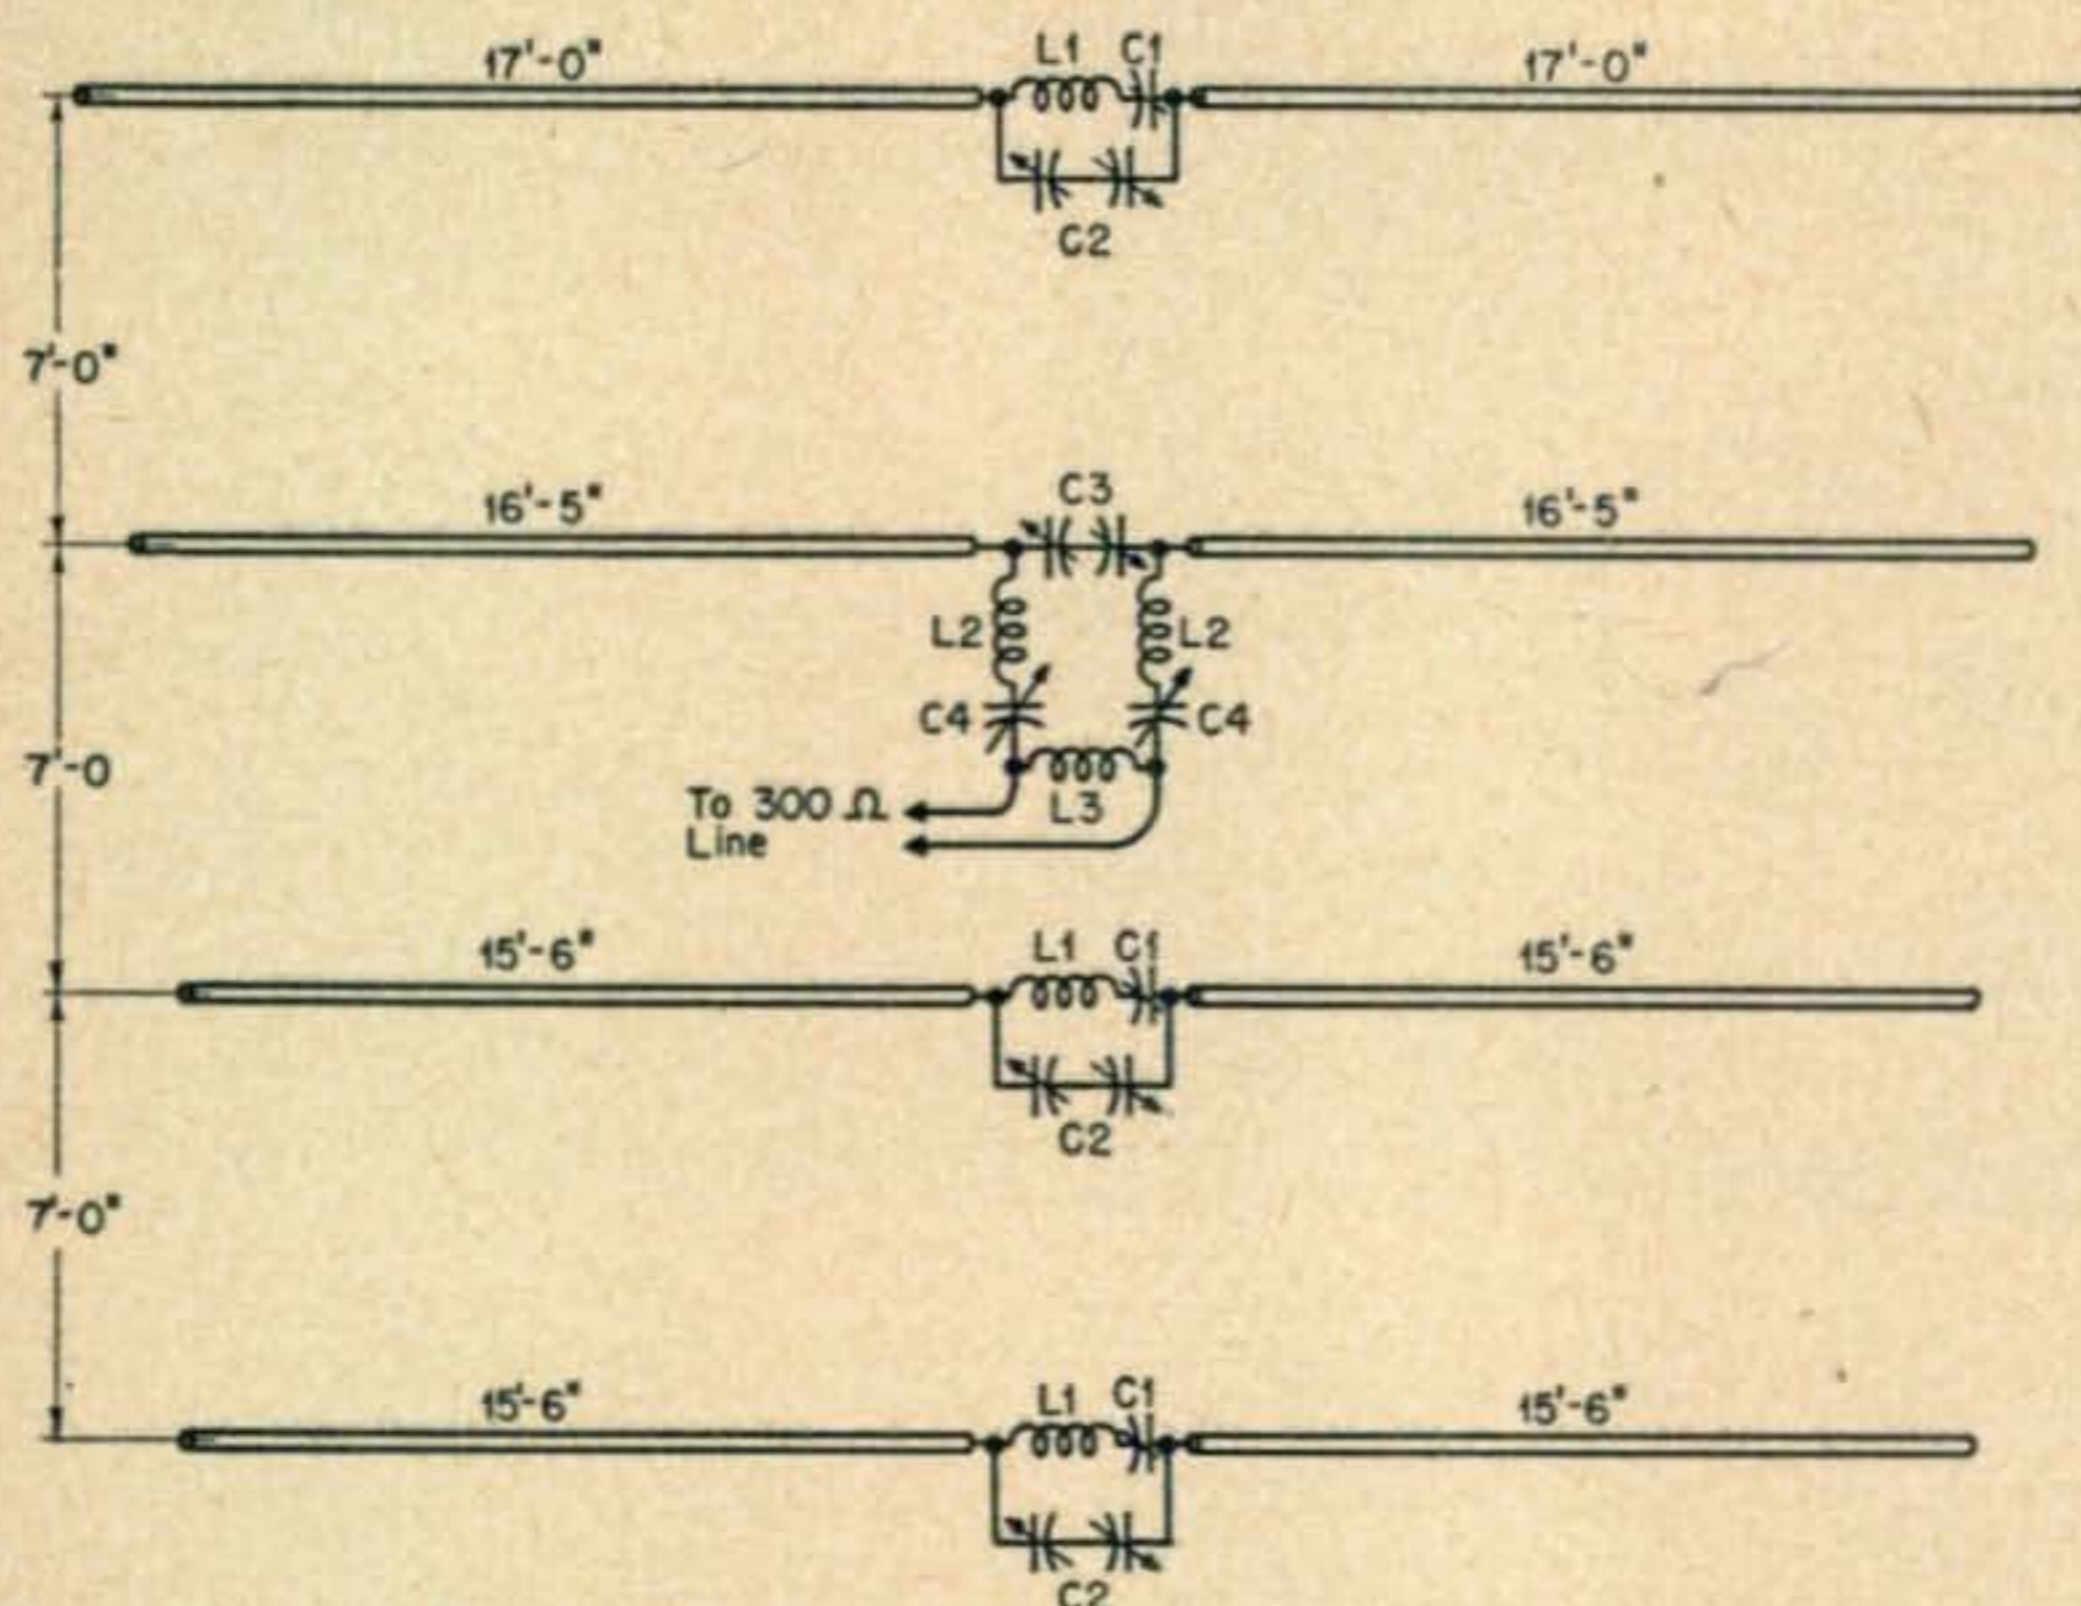 17'-0" L1 C1 17'-0"
C2
7'-0"
C3
16'-5" 16'-5"
L2 L2
C4 C4
7'-0
To 300 Ω L3
Line
15'-6" L1 C1 15'-6"
C2
7'-0"
15'-6" L1 C1 15'-6"
C2